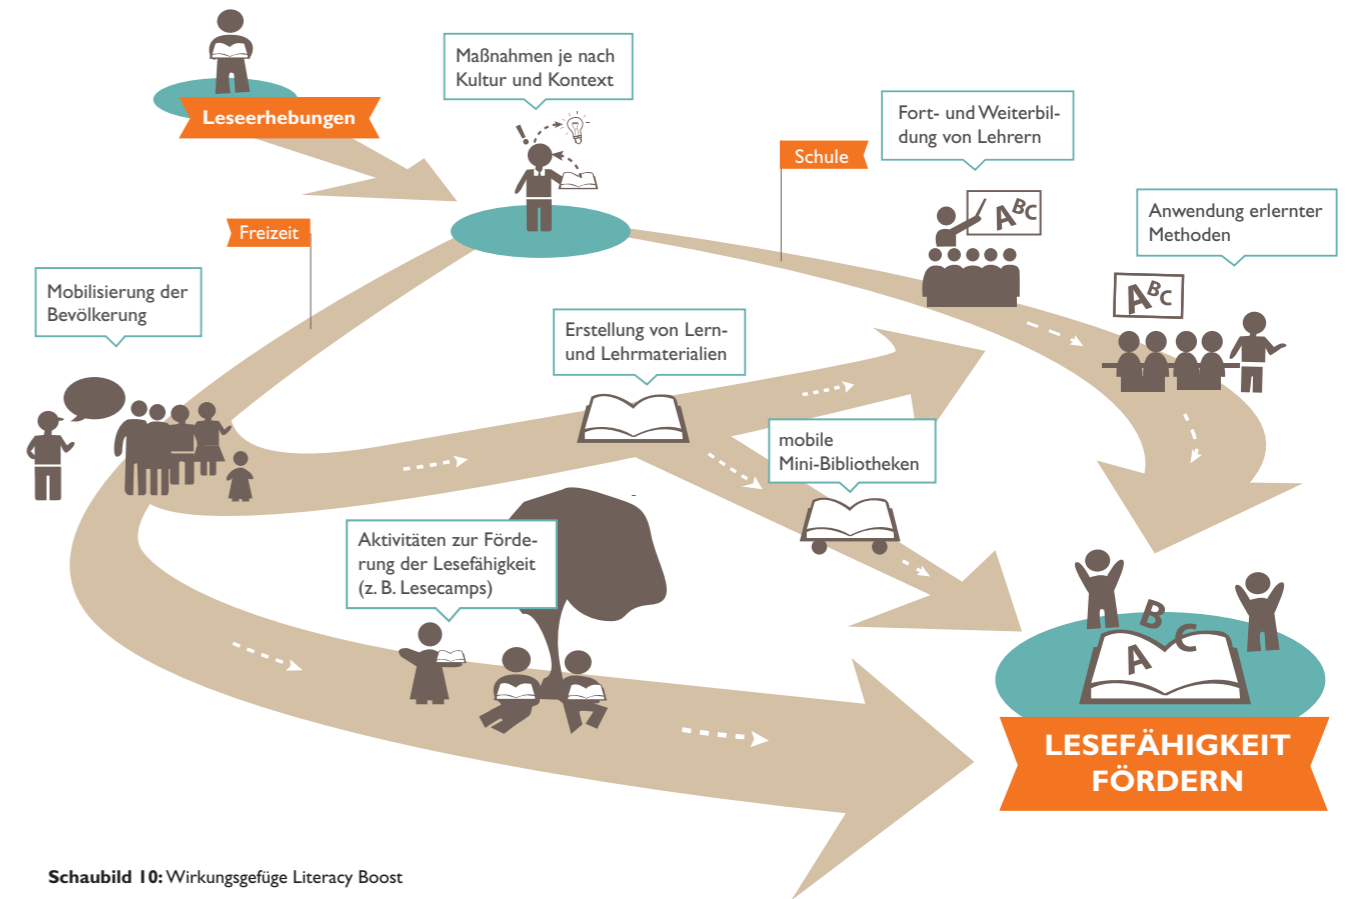 Leseerhebungen
Maßnahmen je nach
Kultur und Kontext
Fort- und Weiterbil-
dung von Lehrern
Schule
A B C
Anwendung erlernter
Methoden
A B C
Freizeit
Mobilisierung der
Bevölkerung
Erstellung von Lern-
und Lehrmaterialien
mobile
Mini-Bibliotheken
Aktivitäten zur Förde-
rung der Lesefähigkeit
(z. B. Lesecamps)
A B C
LESEFÄHIGKEIT
FÖRDERN
Schaubild 10: Wirkungsgefüge Literacy Boost